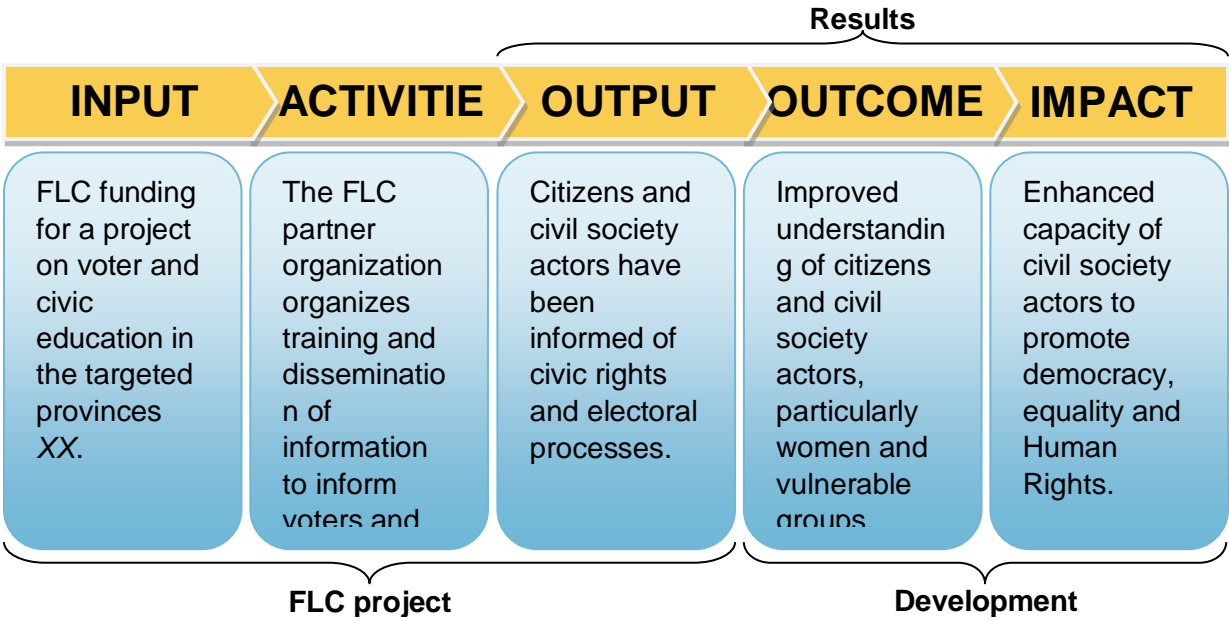 Results
INPUT
ACTIVITIE
OUTPUT
OUTCOME
IMPACT
FLC funding
for a project
on voter and
civic
education in
the targeted
provinces
XX.
The FLC
partner
organization
organizes
training and
disseminatio
n of
information
to inform
voters and
Citizens and
civil society
actors have
been
informed of
civic rights
and electoral
processes.
Improved
understandin
g of citizens
and civil
society
actors,
particularly
women and
vulnerable
groups.
Enhanced
capacity of
civil society
actors to
promote
democracy,
equality and
Human
Rights.
FLC project
Development